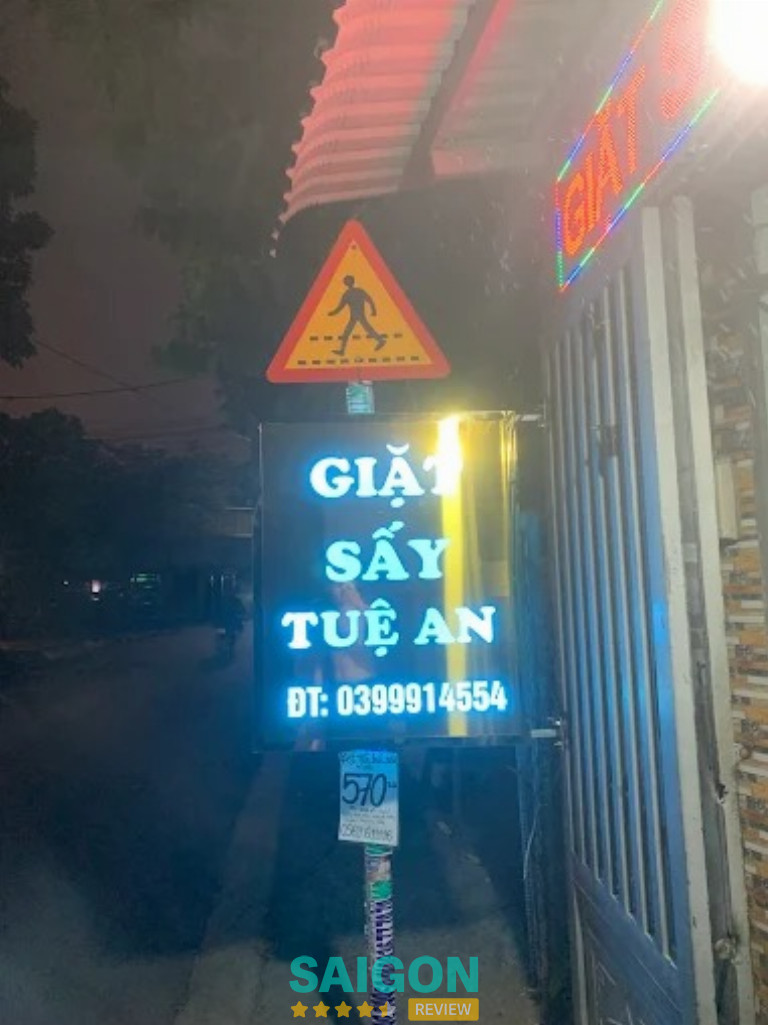 GIẶT S
GIẶT
SẤY
TUỆ AN
ĐT: 0399914554
570
SAIGON
REVIEW